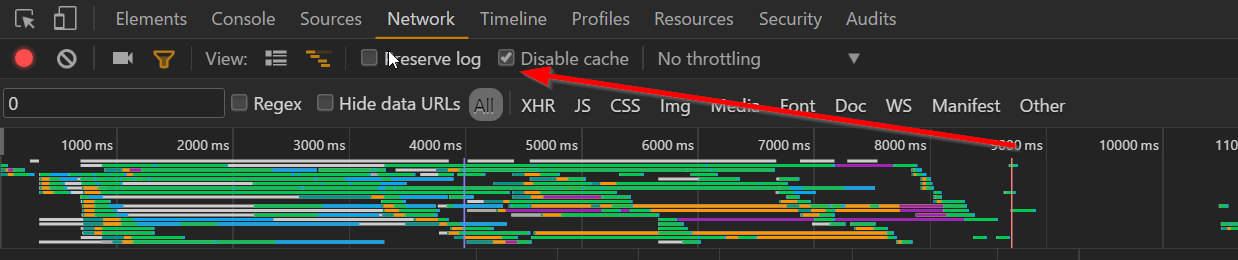 Elements Console Sources Network Timeline Profiles Resources Security Audits
View: Preserve log Disable cache No throttling
0 Regex Hide data URLs All XHR JS CSS Img Media Font Doc WS Manifest Other
1000 ms 2000 ms 3000 ms 4000 ms 5000 ms 6000 ms 7000 ms 8000 ms 9000 ms 10000 ms 110